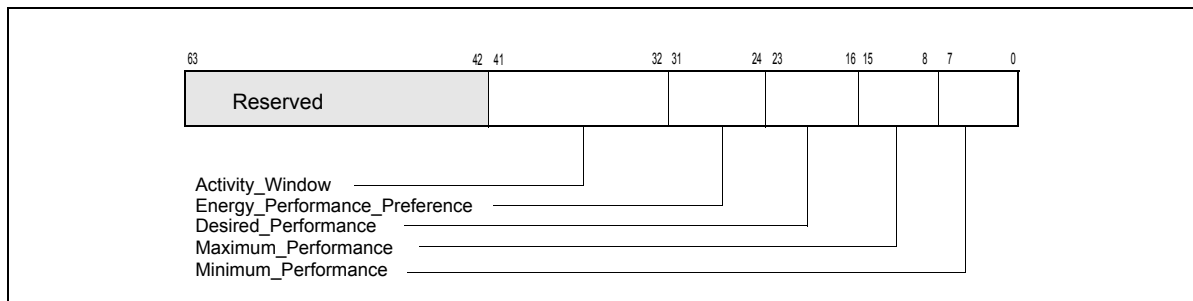 63 42 41 32 31 24 23 16 15 8 7 0
Reserved
Activity_Window
Energy_Performance_Preference
Desired_Performance
Maximum_Performance
Minimum_Performance